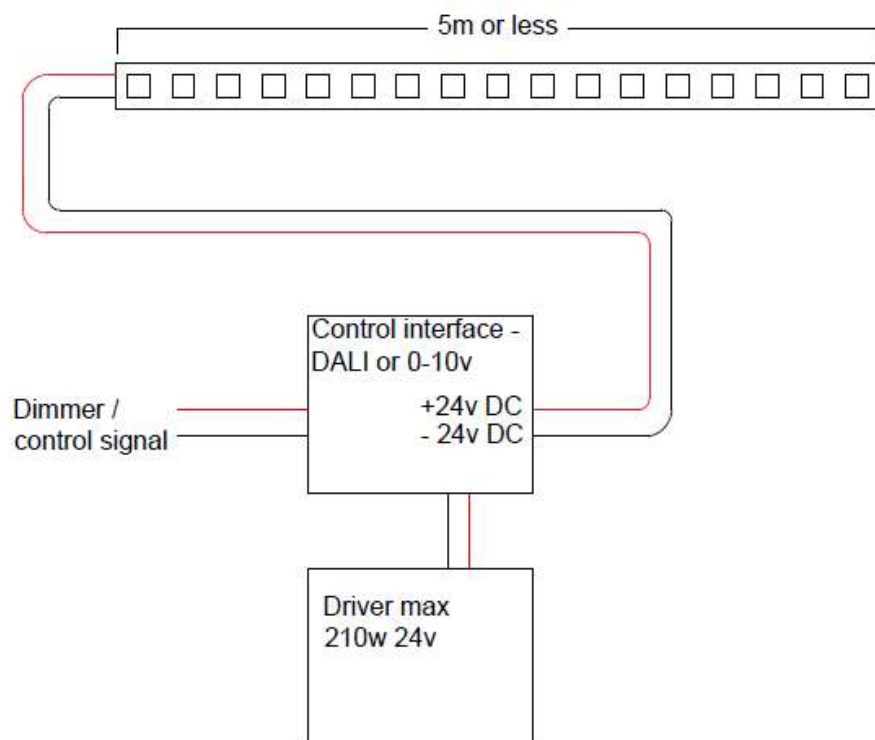 5m or less
Control interface -
DALI or 0-10v
+24v DC
- 24v DC
Dimmer /
control signal
Driver max
210w 24v